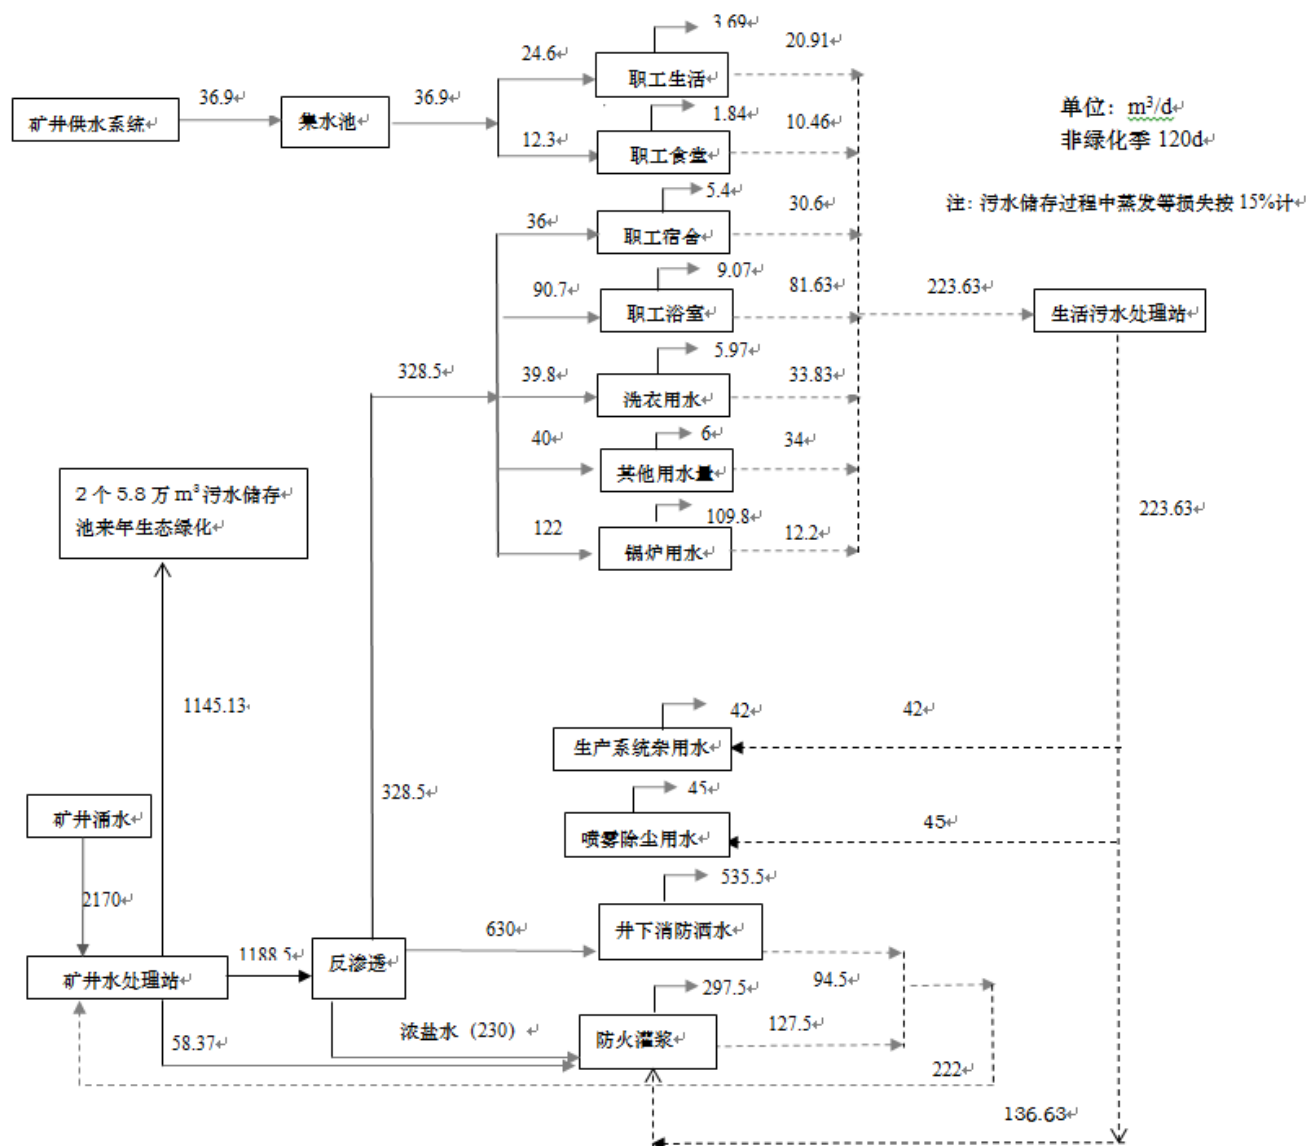 3.69
24.6
20.91
职工生活
36.9
36.9
矿井供水系统
集水池
单位：m³/d
1.84
10.46
12.3
职工食堂
非绿化季 120d
5.4
30.6
注：污水储存过程中蒸发等损失按 15%计
36
职工宿舍
9.07
81.63
90.7
职工浴室
223.63
生活污水处理站
5.97
328.5
39.8
33.83
洗衣用水
6
40
34
其他用水量
2 个 5.8 万 m³ 污水储存
池来年生态绿化
223.63
109.8
122
12.2
锅炉用水
1145.13
42
42
生产系统杂用水
328.5
45
矿井涌水
45
喷雾除尘用水
535.5
2170
630
井下消防洒水
1188.5
反渗透
矿井水处理站
94.5
297.5
浓盐水（230）
127.5
58.37
防火灌浆
222
136.63